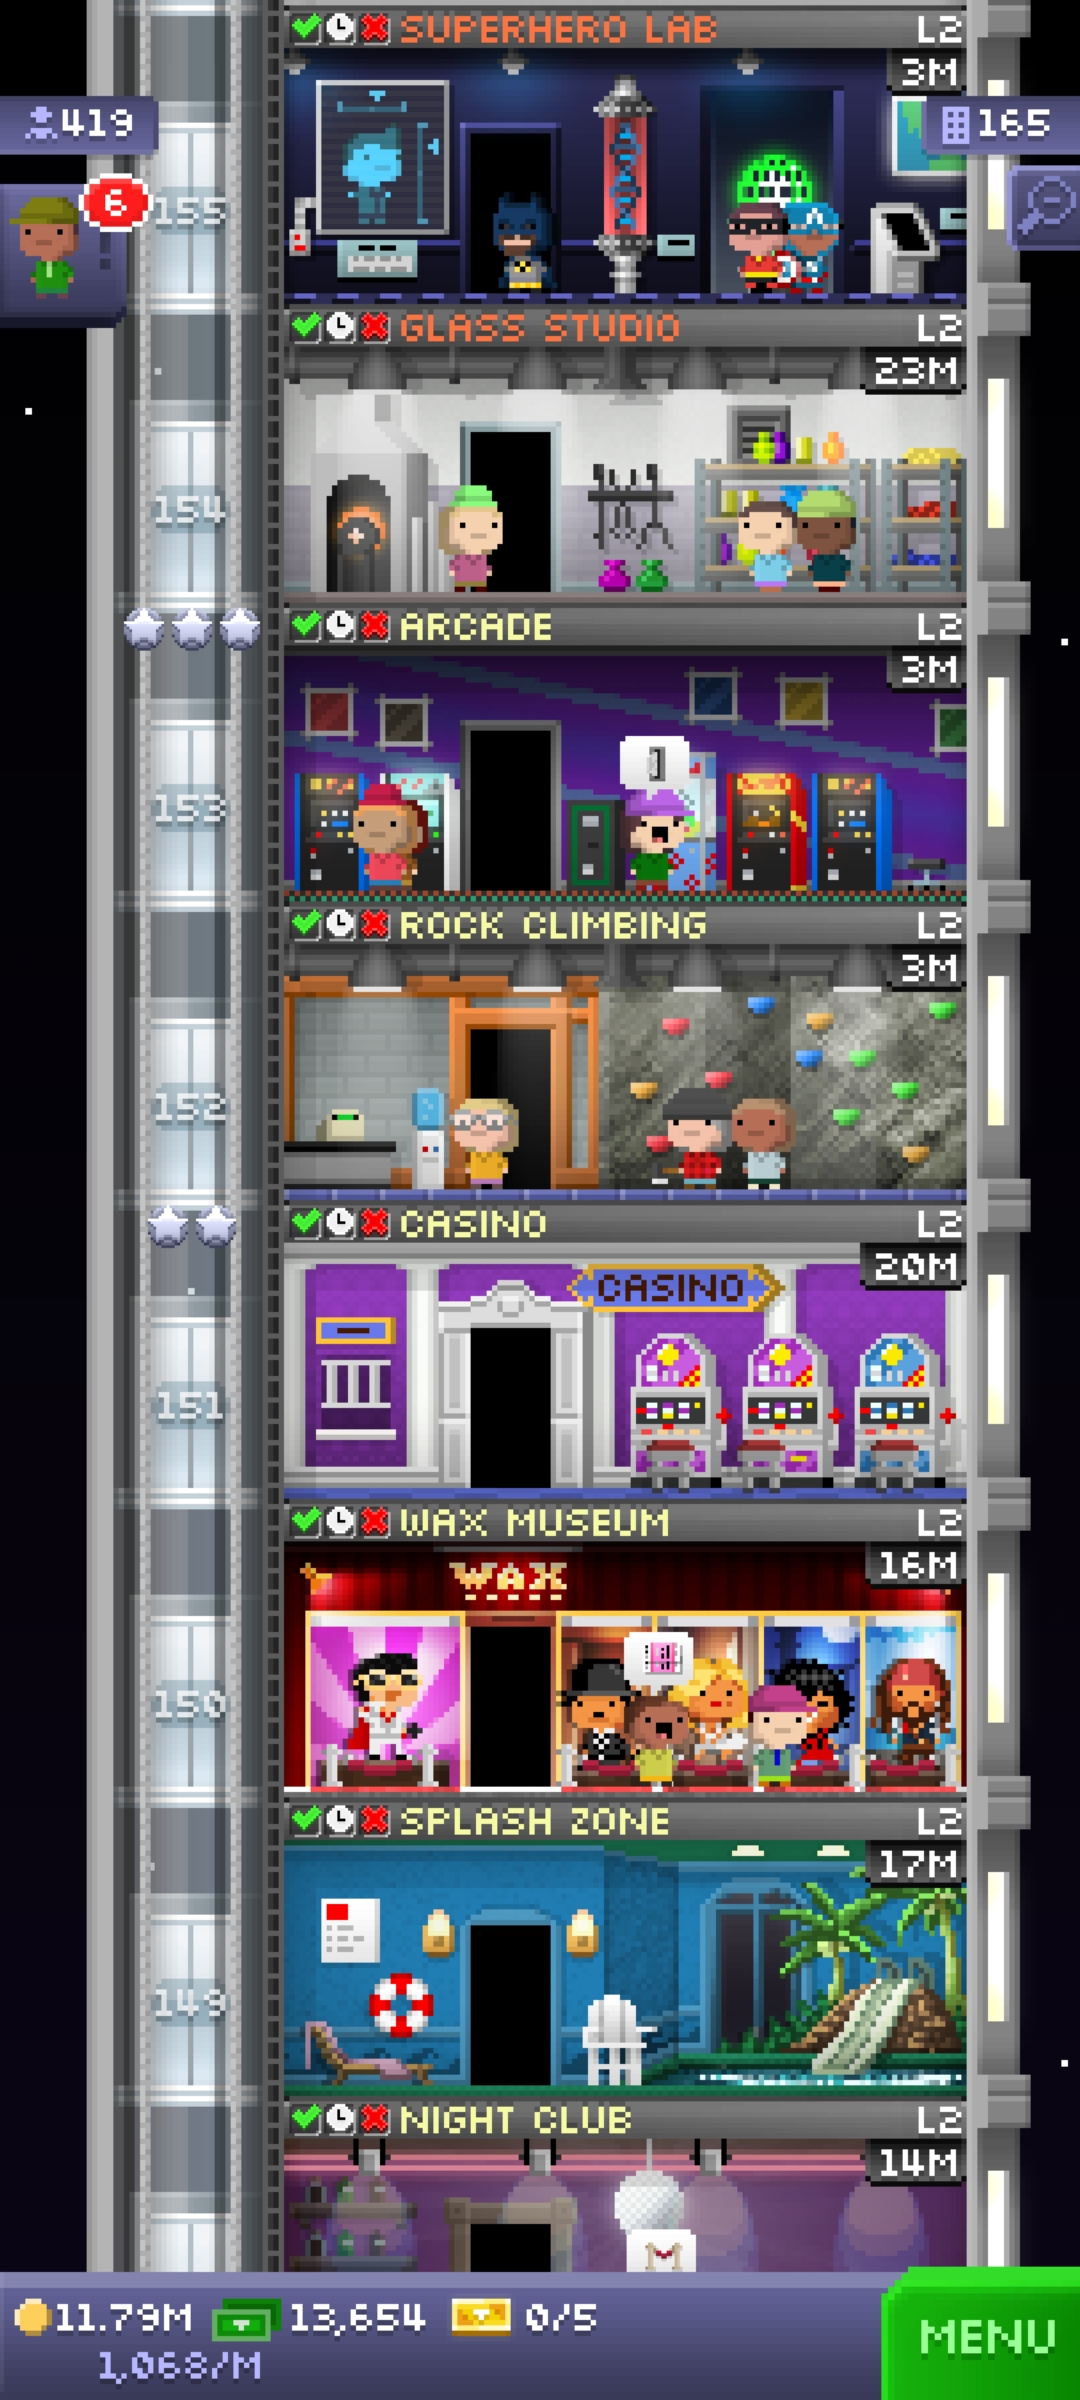 SUPERHERO LAB L2
3M
419
165
6
155
GLASS STUDIO L2
23M
154
ARCADE L2
3M
153
ROCK CLIMBING L2
3M
152
CASINO L2
20M
CASINO
151
WAX MUSEUM L2
16M
WAX
150
SPLASH ZONE L2
17M
149
NIGHT CLUB L2
14M
11.79M 13,654 0/5
1,068/M
MENU